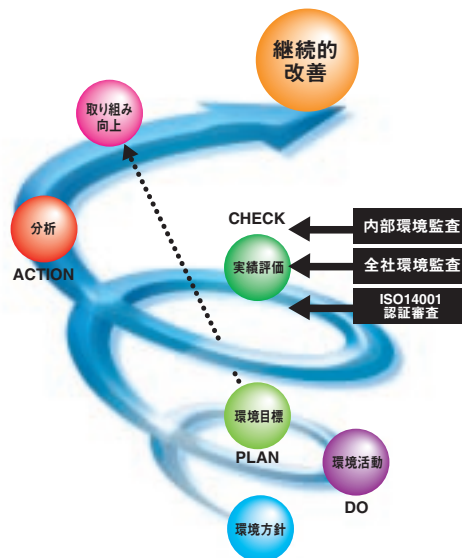 継続的
改善
取り組み
向上
CHECK
内部環境監査
分析
実績評価
全社環境監査
ACTION
ISO14001
認証審査
環境目標
PLAN
環境活動
DO
環境方針